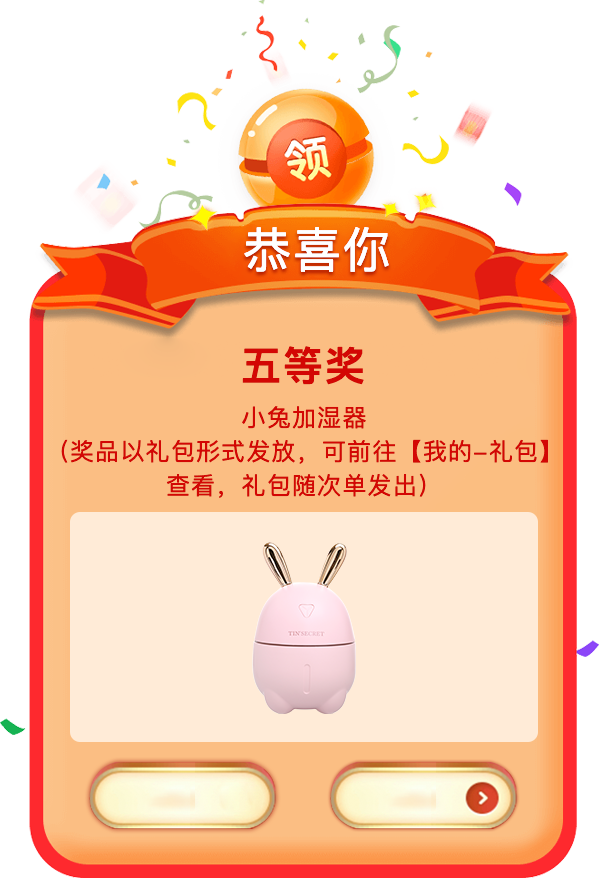 领
恭喜你
五等奖
小兔加湿器
（奖品以礼包形式发放，可前往【我的-礼包】
查看，礼包随次单发出）